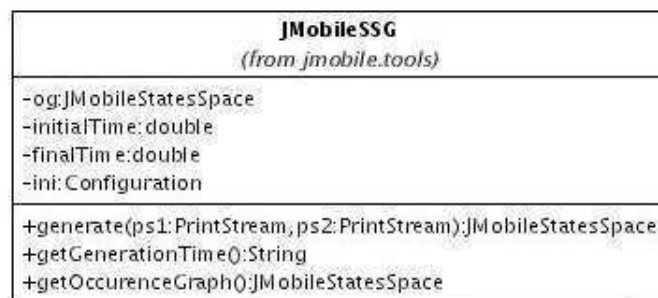 JMobileSSG
(from jmobile.tools)
-og:JMobileStatesSpace
-initialTime:double
-finalTime:double
-ini:Configuration
+generate(ps1:PrintStream,ps2:PrintStream):JMobileStatesSpace
+getGenerationTime():String
+getOccurenceGraph():JMobileStatesSpace